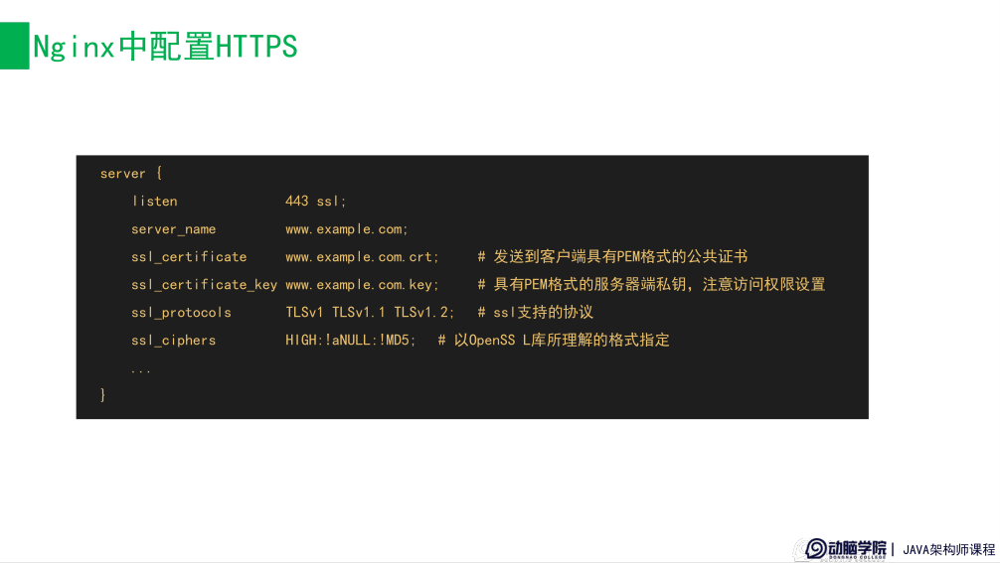 Nginx中配置HTTPS
server {
listen 443 ssl;
server_name www.example.com;
ssl_certificate www.example.com.crt; # 发送到客户端具有PEM格式的公共证书
ssl_certificate_key www.example.com.key; # 具有PEM格式的服务器端私钥，注意访问权限设置
ssl_protocols TLSv1 TLSv1.1 TLSv1.2; # ssl支持的协议
ssl_ciphers HIGH:!aNULL:!MD5; # 以OpenSS L库所理解的格式指定
...
}
动脑学院 | JAVA架构师课程
DONGNAO COLLEGE